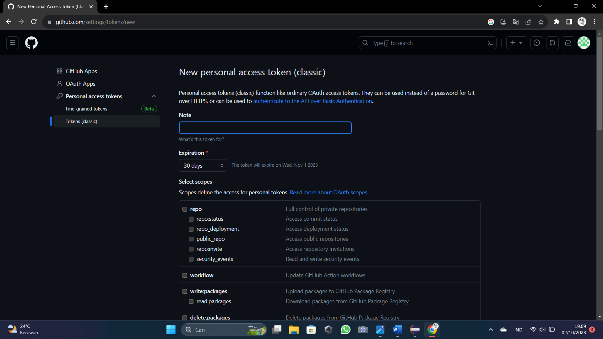 New Personal Access Token (Cla
github.com/settings/tokens/new
Type / to search
GitHub Apps
OAuth Apps
Personal access tokens
Fine-grained tokens
Beta
Tokens (classic)
New personal access token (classic)
Personal access tokens (classic) function like ordinary OAuth access tokens. They can be used instead of a password for Git
over HTTPS, or can be used to authenticate to the API over Basic Authentication.
Note
What's this token for?
Expiration *
30 days
The token will expire on Wed, Nov 1 2023
Select scopes
Scopes define the access for personal tokens. Read more about OAuth scopes.
repo
Full control of private repositories
repo:status
Access commit status
repo_deployment
Access deployment status
public_repo
Access public repositories
repo:invite
Access repository invitations
security_events
Read and write security events
workflow
Update GitHub Action workflows
write:packages
Upload packages to GitHub Package Registry
read:packages
Download packages from GitHub Package Registry
delete:packages
Delete packages from GitHub Package Registry
24°C
Cari